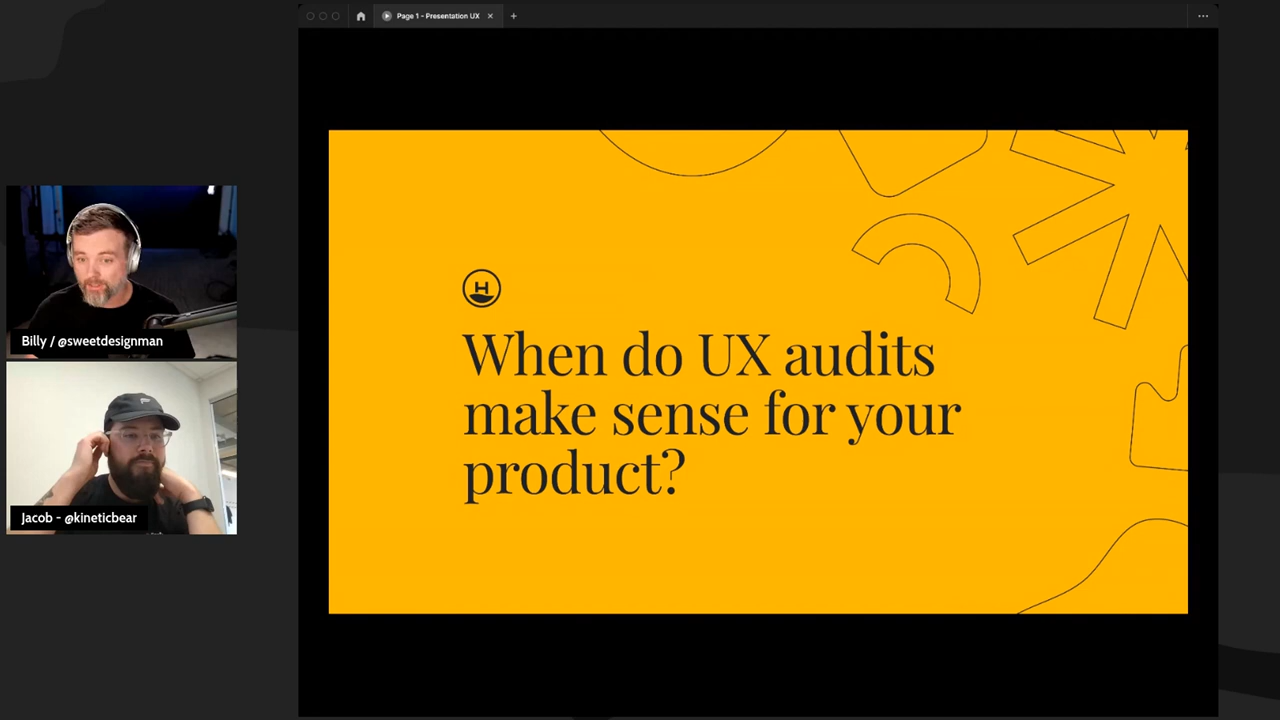 Page 1 - Presentation UX
Billy / @sweetdesignman
Jacob - @kineticbear
H
When do UX audits
make sense for your
product?